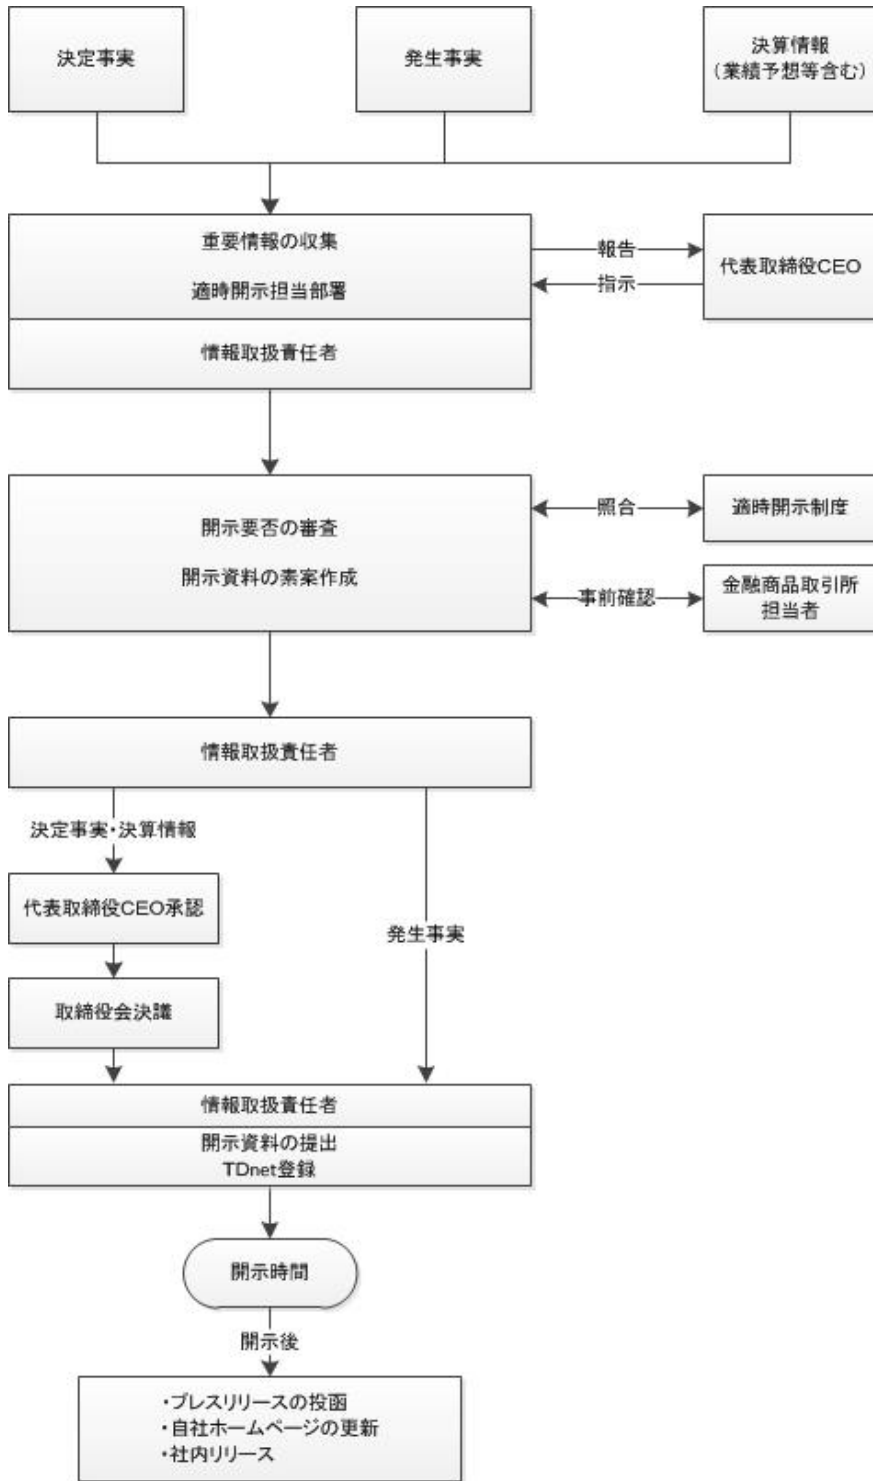 決定事実
発生事実
決算情報
(業績予想等含む)
重要情報の収集
適時開示担当部署
情報取扱責任者
報告
指示
代表取締役CEO
開示要否の審査
開示資料の素案作成
照合
適時開示制度
事前確認
金融商品取引所
担当者
情報取扱責任者
決定事実・決算情報
代表取締役CEO承認
発生事実
取締役会決議
情報取扱責任者
開示資料の提出
TDnet登録
開示時間
開示後
・プレスリリースの投函
・自社ホームページの更新
・社内リリース